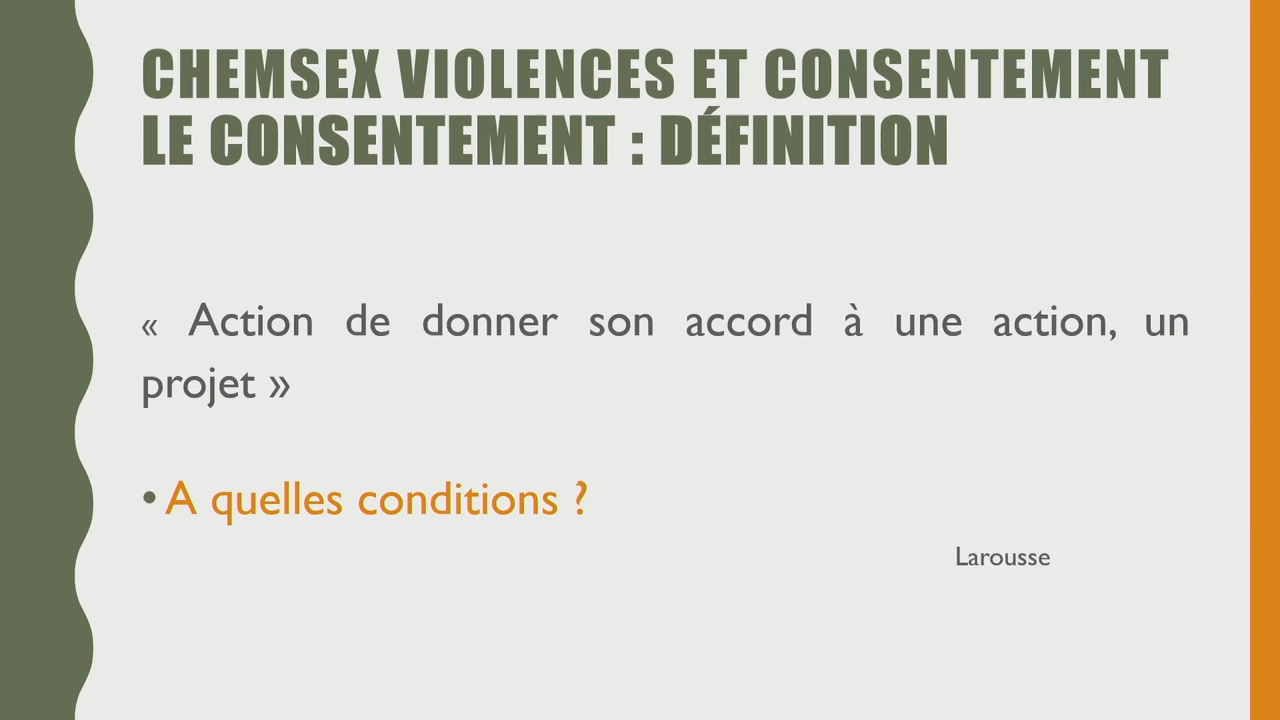 CHEMSEX VIOLENCES ET CONSENTEMENT
LE CONSENTEMENT : DÉFINITION
« Action de donner son accord à une action, un
projet »
• A quelles conditions ?
Larousse